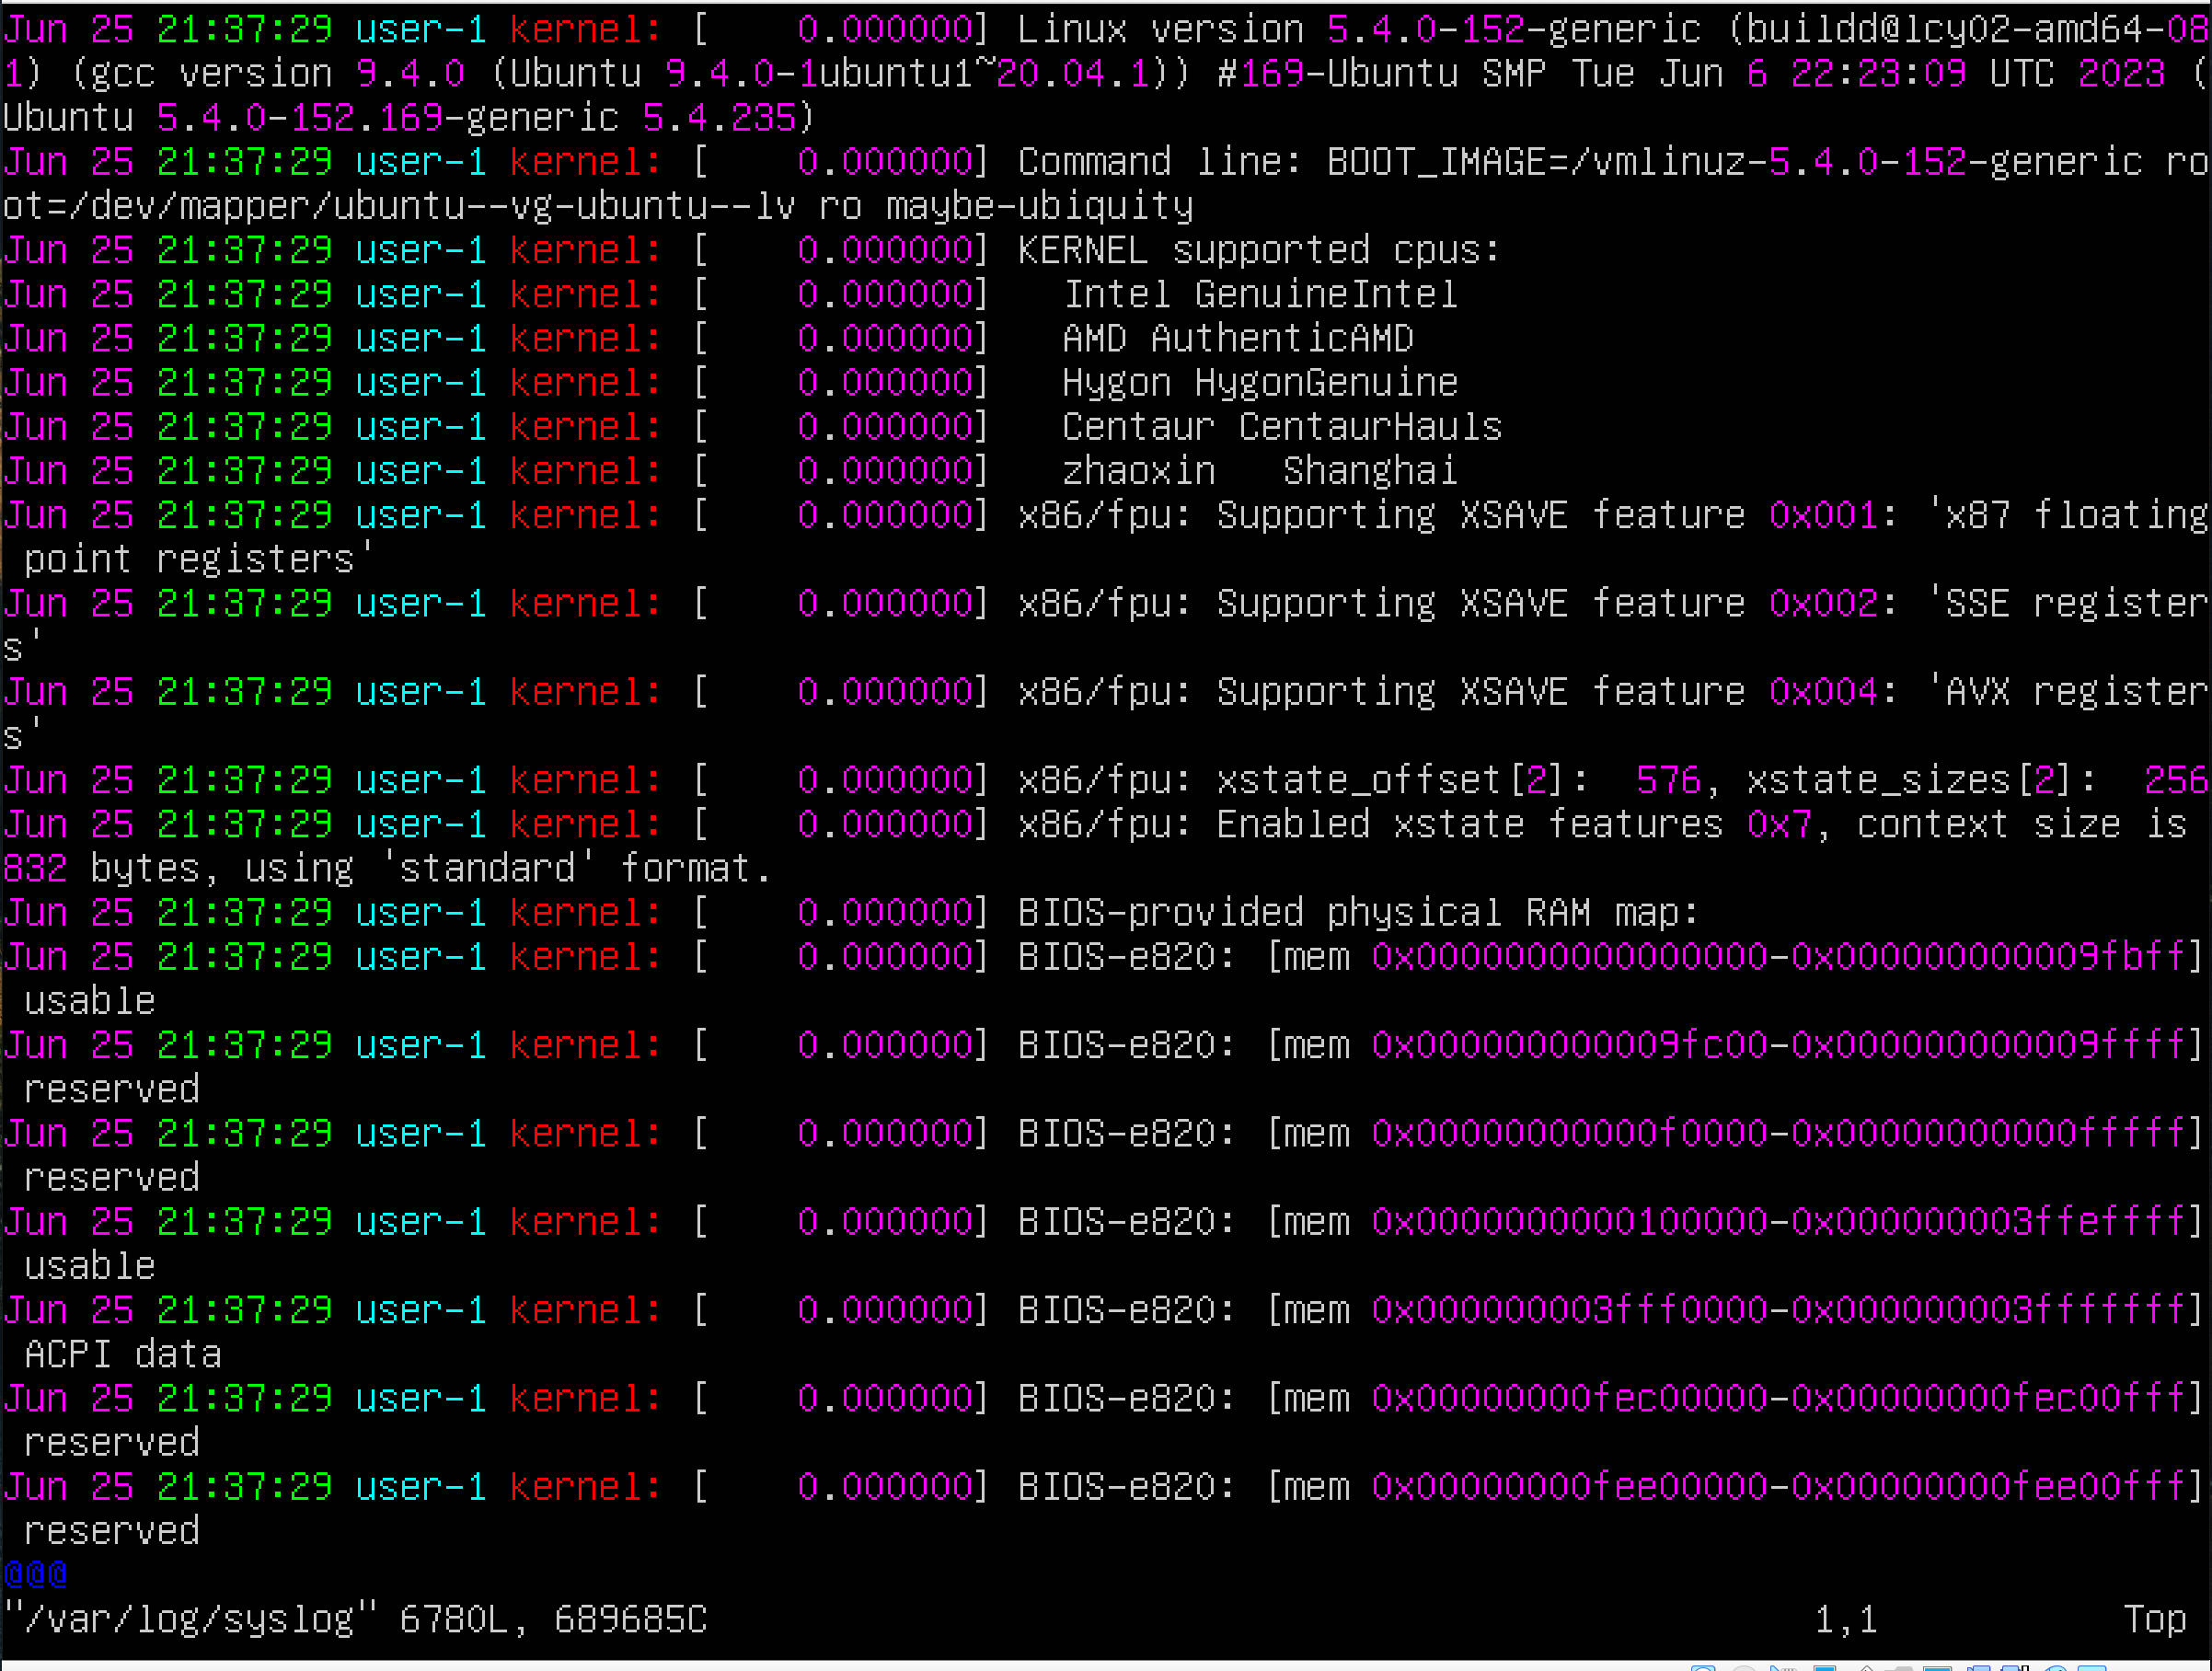 Jun 25 21:37:29 user-1 kernel: [    0.000000] Linux version 5.4.0-152-generic (buildd@lcy02-amd64-08
1) (gcc version 9.4.0 (Ubuntu 9.4.0-1ubuntu1~20.04.1)) #169-Ubuntu SMP Tue Jun 6 22:23:09 UTC 2023 (
Ubuntu 5.4.0-152.169-generic 5.4.235)
Jun 25 21:37:29 user-1 kernel: [    0.000000] Command line: BOOT_IMAGE=/vmlinuz-5.4.0-152-generic ro
ot=/dev/mapper/ubuntu--vg-ubuntu--lv ro maybe-ubiquity
Jun 25 21:37:29 user-1 kernel: [    0.000000] KERNEL supported cpus:
Jun 25 21:37:29 user-1 kernel: [    0.000000]   Intel GenuineIntel
Jun 25 21:37:29 user-1 kernel: [    0.000000]   AMD AuthenticAMD
Jun 25 21:37:29 user-1 kernel: [    0.000000]   Hygon HygonGenuine
Jun 25 21:37:29 user-1 kernel: [    0.000000]   Centaur CentaurHauls
Jun 25 21:37:29 user-1 kernel: [    0.000000]   zhaoxin   Shanghai
Jun 25 21:37:29 user-1 kernel: [    0.000000] x86/fpu: Supporting XSAVE feature 0x001: 'x87 floating
 point registers'
Jun 25 21:37:29 user-1 kernel: [    0.000000] x86/fpu: Supporting XSAVE feature 0x002: 'SSE register
s'
Jun 25 21:37:29 user-1 kernel: [    0.000000] x86/fpu: Supporting XSAVE feature 0x004: 'AVX register
s'
Jun 25 21:37:29 user-1 kernel: [    0.000000] x86/fpu: xstate_offset[2]:  576, xstate_sizes[2]:  256
Jun 25 21:37:29 user-1 kernel: [    0.000000] x86/fpu: Enabled xstate features 0x7, context size is
832 bytes, using 'standard' format.
Jun 25 21:37:29 user-1 kernel: [    0.000000] BIOS-provided physical RAM map:
Jun 25 21:37:29 user-1 kernel: [    0.000000] BIOS-e820: [mem 0x0000000000000000-0x000000000009fbff]
 usable
Jun 25 21:37:29 user-1 kernel: [    0.000000] BIOS-e820: [mem 0x000000000009fc00-0x000000000009ffff]
 reserved
Jun 25 21:37:29 user-1 kernel: [    0.000000] BIOS-e820: [mem 0x00000000000f0000-0x00000000000fffff]
 reserved
Jun 25 21:37:29 user-1 kernel: [    0.000000] BIOS-e820: [mem 0x0000000000100000-0x000000003ffeffff]
 usable
Jun 25 21:37:29 user-1 kernel: [    0.000000] BIOS-e820: [mem 0x000000003fff0000-0x000000003fffffff]
 ACPI data
Jun 25 21:37:29 user-1 kernel: [    0.000000] BIOS-e820: [mem 0x00000000fec00000-0x00000000fec00fff]
 reserved
Jun 25 21:37:29 user-1 kernel: [    0.000000] BIOS-e820: [mem 0x00000000fee00000-0x00000000fee00fff]
 reserved
@@@
"/var/log/syslog" 6780L, 689685C                                                  1,1           Top